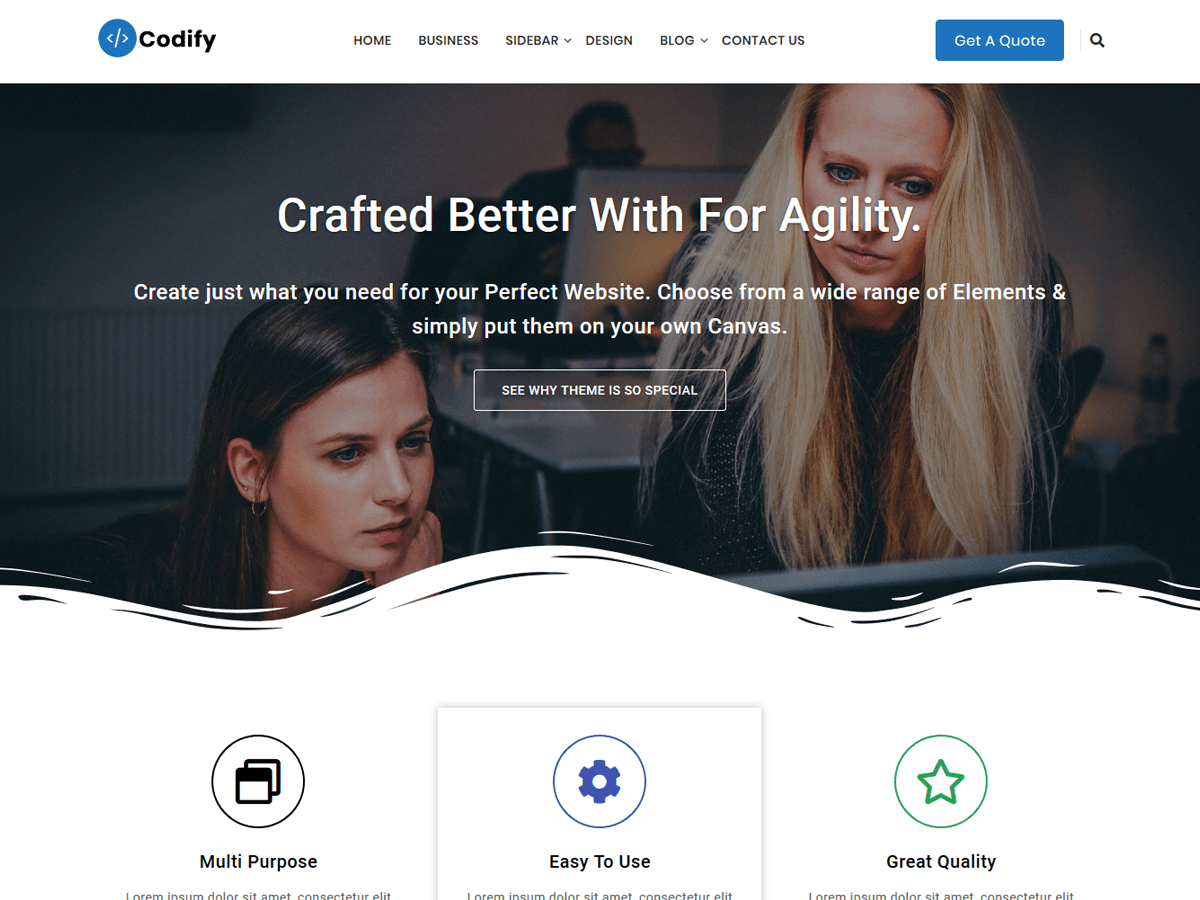 </> Codify
HOME BUSINESS SIDEBAR DESIGN BLOG CONTACT US
Get A Quote
Crafted Better With For Agility.
Create just what you need for your Perfect Website. Choose from a wide range of Elements &
simply put them on your own Canvas.
SEE WHY THEME IS SO SPECIAL
Multi Purpose
Lorem ipsum dolor sit amet, consectetur elit
Easy To Use
Lorem ipsum dolor sit amet, consectetur elit
Great Quality
Lorem ipsum dolor sit amet, consectetur elit